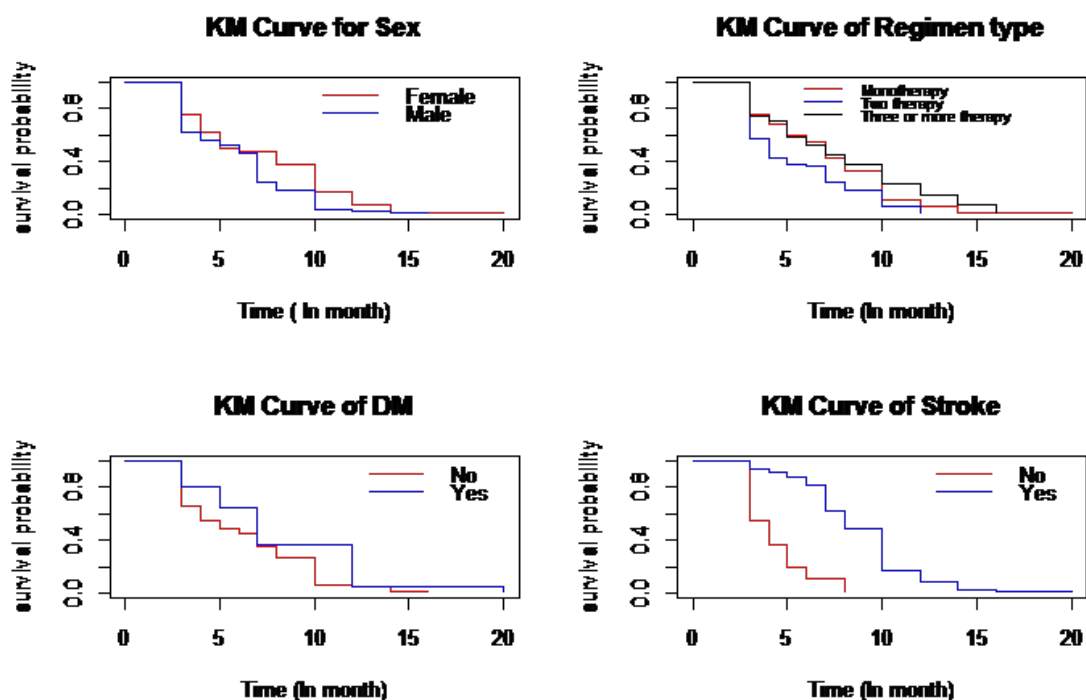 KM Curve for Sex
survival probability
0.0 0.4 0.8
Female
Male
0 5 10 15 20
Time ( In month)
KM Curve of Regimen type
survival probability
0.0 0.4 0.8
Monotherapy
Two therapy
Three or more therapy
0 5 10 15 20
Time (In month)
KM Curve of DM
survival probability
0.0 0.4 0.8
No
Yes
0 5 10 15 20
Time (In month)
KM Curve of Stroke
survival probability
0.0 0.4 0.8
No
Yes
0 5 10 15 20
Time (In month)